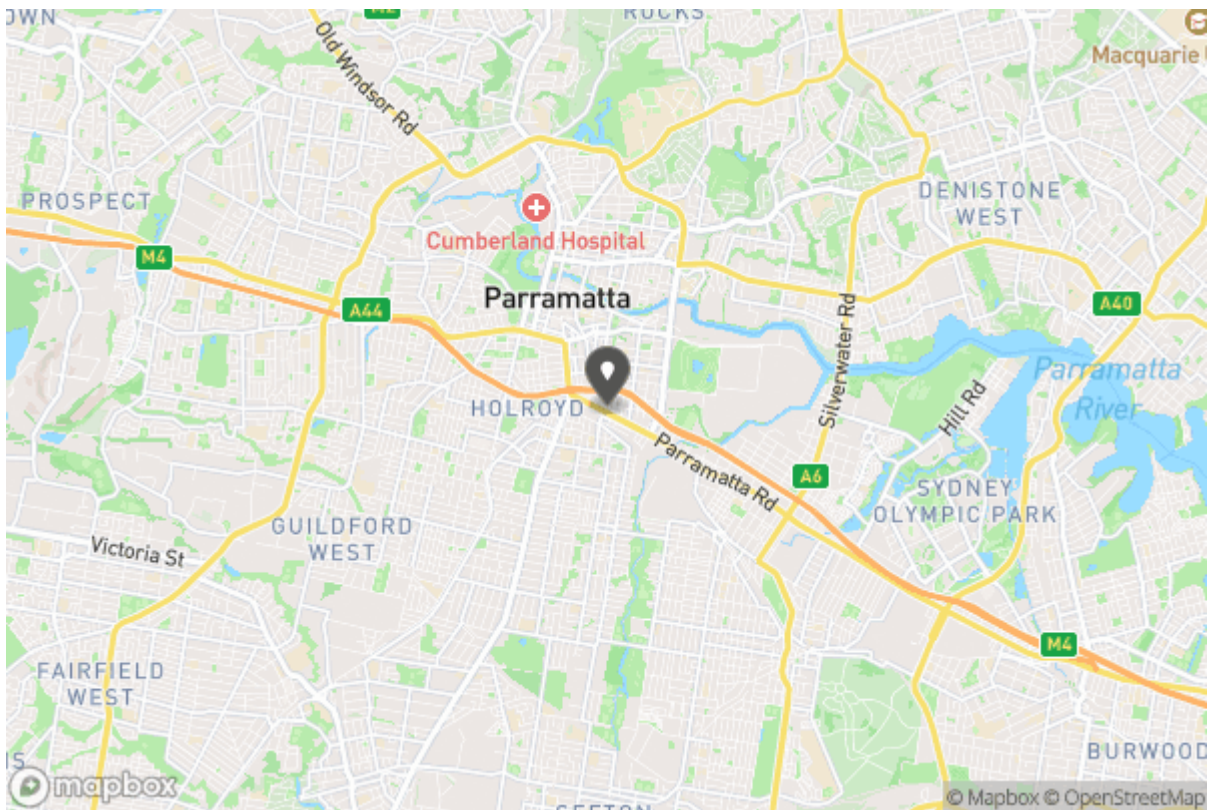 OWN
M2
ROCKS
Macquarie U
Old Windsor Rd
PROSPECT
DENISTONE
WEST
Cumberland Hospital
M4
Parramatta
A44
A40
Silverwater Rd
Parramatta
River
Hill Rd
HOLROYD
Parramatta Rd
A6
SYDNEY
OLYMPIC PARK
GUILDFORD
WEST
Victoria St
M4
FAIRFIELD
WEST
BURWOOD
mapbox
© Mapbox © OpenStreetMap